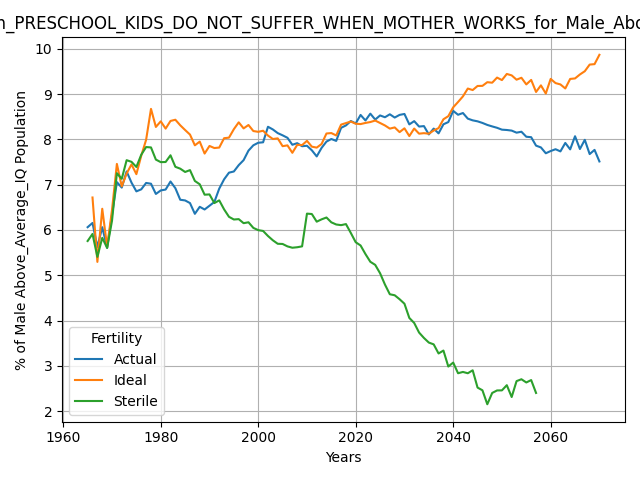 PRESCHOOL_KIDS_DO_NOT_SUFFER_WHEN_MOTHER_WORKS_for_Male
% of Male Above_Average_IQ Population
10
9
8
7
6
5
4
3
2
Fertility
Actual
Ideal
Sterile
1960
1980
2000
2020
2040
2060
Years